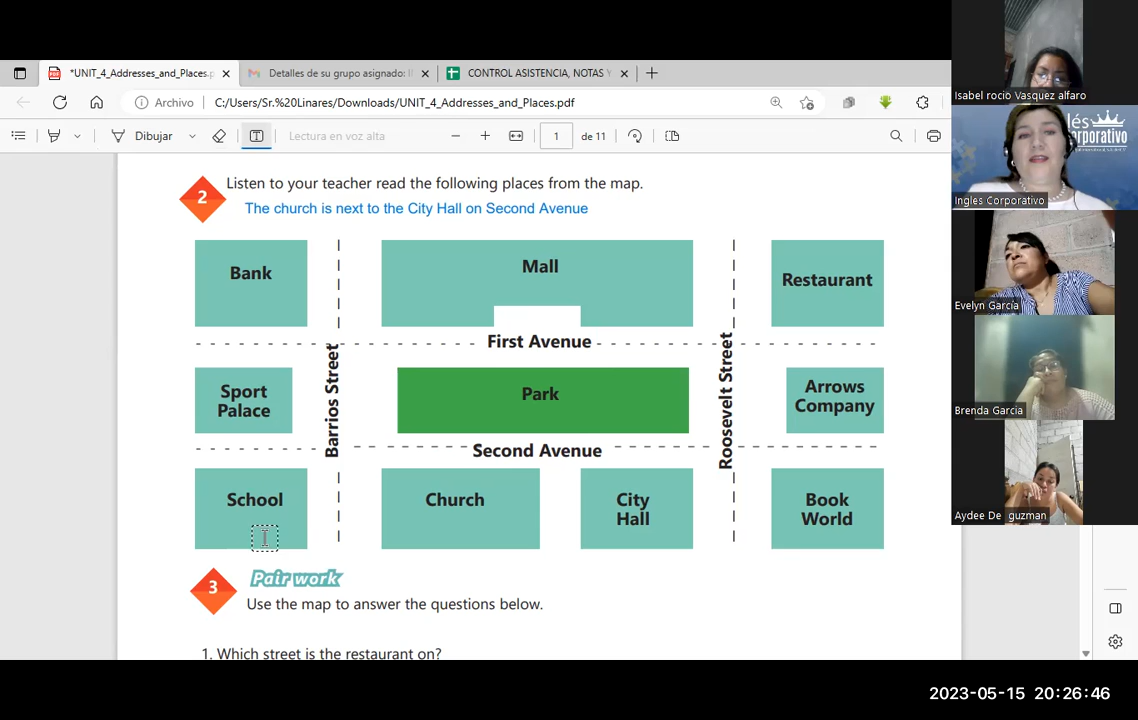 *UNIT_4_Addresses_and_Places.p
Detalles de su grupo asignado: I
CONTROL ASISTENCIA, NOTAS Y
Archivo
C:/Users/Sr.%20Linares/Downloads/UNIT_4_Addresses_and_Places.pdf
Dibujar
Lectura en voz alta
1
de 11
2
Listen to your teacher read the following places from the map.
The church is next to the City Hall on Second Avenue
Bank
Mall
Restaurant
First Avenue
Barrios Street
Roosevelt Street
Sport
Palace
Park
Arrows
Company
Second Avenue
School
Church
City
Hall
Book
World
3
Pair work
Use the map to answer the questions below.
1. Which street is the restaurant on?
Isabel rocio Vasquez alfaro
lés
orporativo
Ingles Corporativo
Evelyn García
Brenda Garcia
Aydee De guzman
2023-05-15 20:26:46